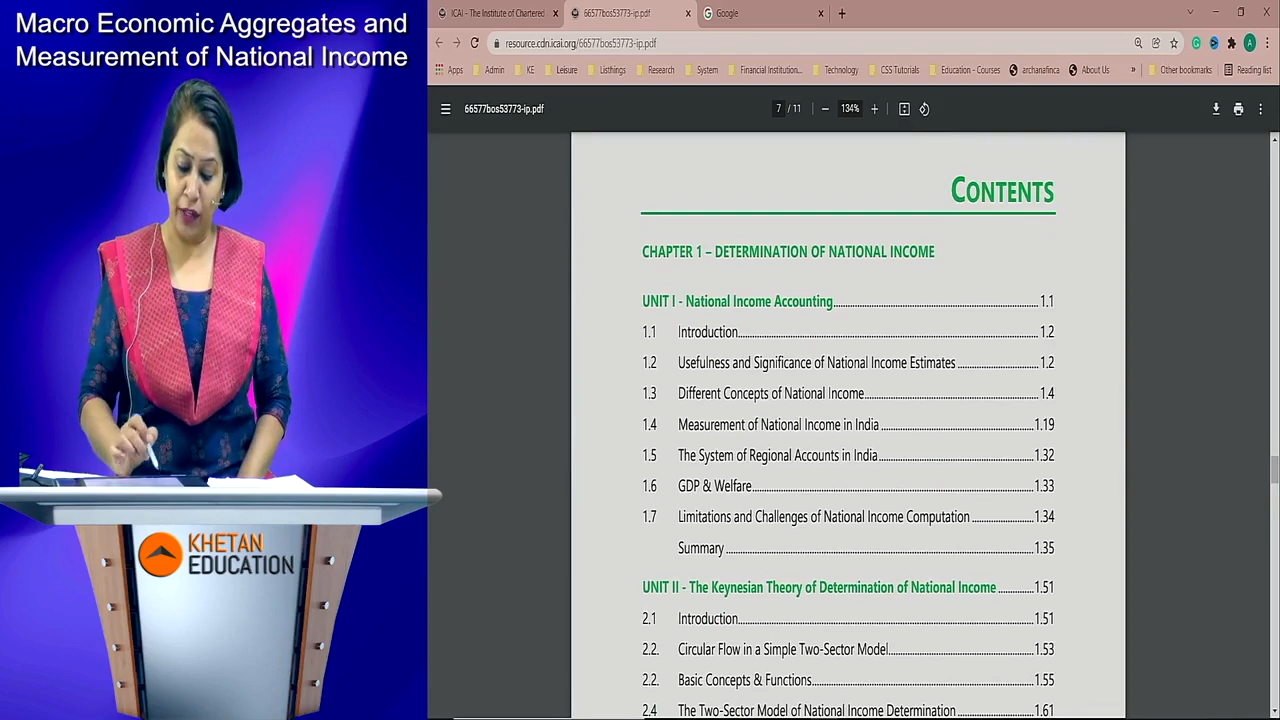 Macro Economic Aggregates and
Measurement of National Income
KHETAN
EDUCATION
ICAI - The Institute of Chartered
66577bos53773-ip.pdf
Google
resource.cdn.icai.org/66577bos53773-ip.pdf
Apps Admin KE Leisure Listhings Research System Financial Institution... Technology CSS Tutorials Education - Courses archanafinca About Us » Other bookmarks Reading list
66577bos53773-ip.pdf 7 / 11 134%
CONTENTS
CHAPTER 1 – DETERMINATION OF NATIONAL INCOME
UNIT I - National Income Accounting 1.1
1.1 Introduction 1.2
1.2 Usefulness and Significance of National Income Estimates 1.2
1.3 Different Concepts of National Income 1.4
1.4 Measurement of National Income in India 1.19
1.5 The System of Regional Accounts in India 1.32
1.6 GDP & Welfare 1.33
1.7 Limitations and Challenges of National Income Computation 1.34
Summary 1.35
UNIT II - The Keynesian Theory of Determination of National Income 1.51
2.1 Introduction 1.51
2.2. Circular Flow in a Simple Two-Sector Model 1.53
2.2. Basic Concepts & Functions 1.55
2.4 The Two-Sector Model of National Income Determination 1.61